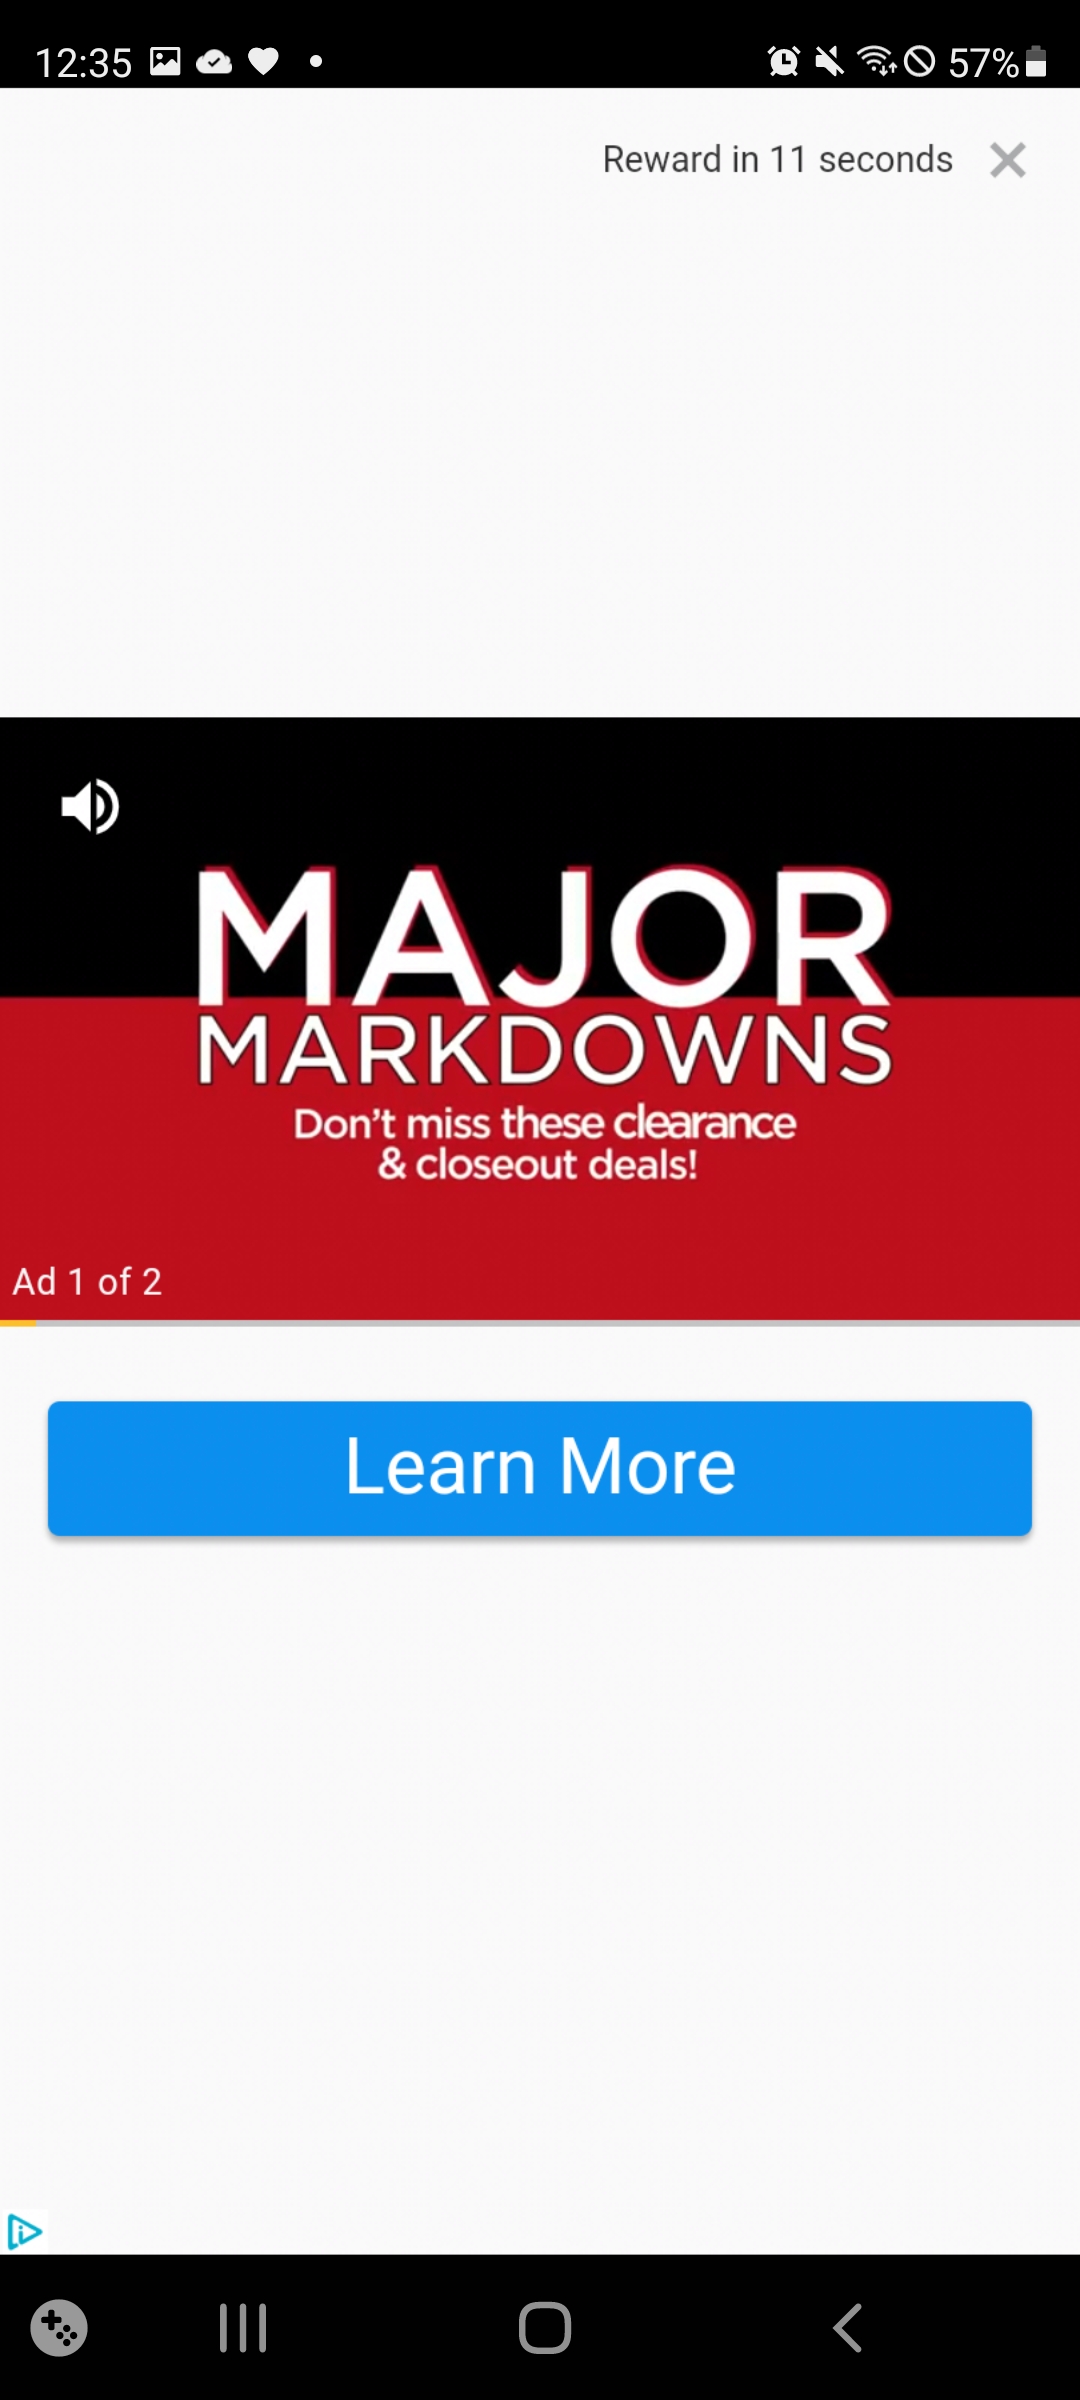 12:35
57%
Reward in 11 seconds
MAJOR
MARKDOWNS
Don't miss these clearance
& closeout deals!
Ad 1 of 2
Learn More